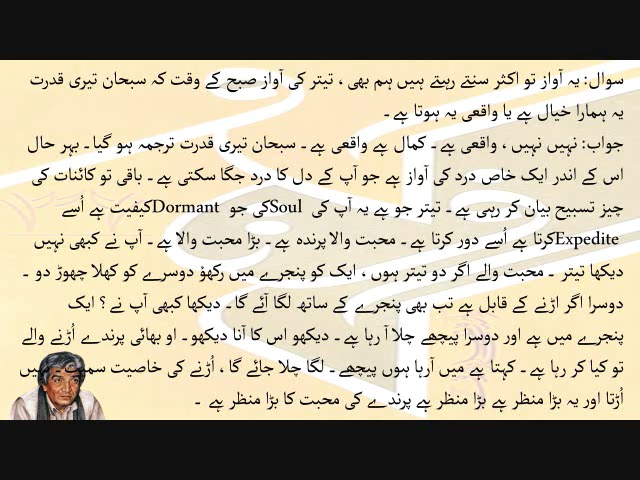 سوال: یہ آواز تو اکثر سنتے رہتے ہیں ہم بھی ، تیتر کی آواز صبح کے وقت کہ سبحان تیری قدرت
یہ ہمارا خیال ہے یا واقعی یہ ہوتا ہے ۔
جواب: نہیں نہیں ، واقعی ہے ۔ کمال ہے واقعی ہے ۔ سبحان تیری قدرت ترجمہ ہو گیا ۔ بہر حال
اس کے اندر ایک خاص درد کی آواز ہے جو آپ کے دل کا درد جگا سکتی ہے ۔ باقی تو کائنات کی
چیز تسبیح بیان کر رہی ہے ۔ تیتر جو ہے یہ آپ کی Soulکی جو Dormantکیفیت ہے اُسے
Expediteکرتا ہے اُسے دور کرتا ہے ۔ محبت والا پرندہ ہے ۔ بڑا محبت والا ہے ۔ آپ نے کبھی نہیں
دیکھا تیتر ۔ محبت والے اگر دو تیتر ہوں ، ایک کو پنجرے میں رکھوٗ دوسرے کو کھلا چھوڑ دو ۔
دوسرا اگر اڑنے کے قابل ہے تب بھی پنجرے کے ساتھ لگا آئے گا ۔ دیکھا کبھی آپ نے ؟ ایک
پنجرے میں ہے اور دوسرا پیچھے چلا آ رہا ہے ۔ دیکھو اس کا آنا دیکھو ۔ او بھائی پرندے اُڑنے والے
تو کیا کر رہا ہے ۔ کہتا ہے میں آرہا ہوں پیچھے ۔ لگا چلا جائے گا ، اُڑنے کی خاصیت
اُڑتا اور یہ بڑا منظر ہے بڑا منظر ہے پرندے کی محبت کا بڑا منظر ہے ۔